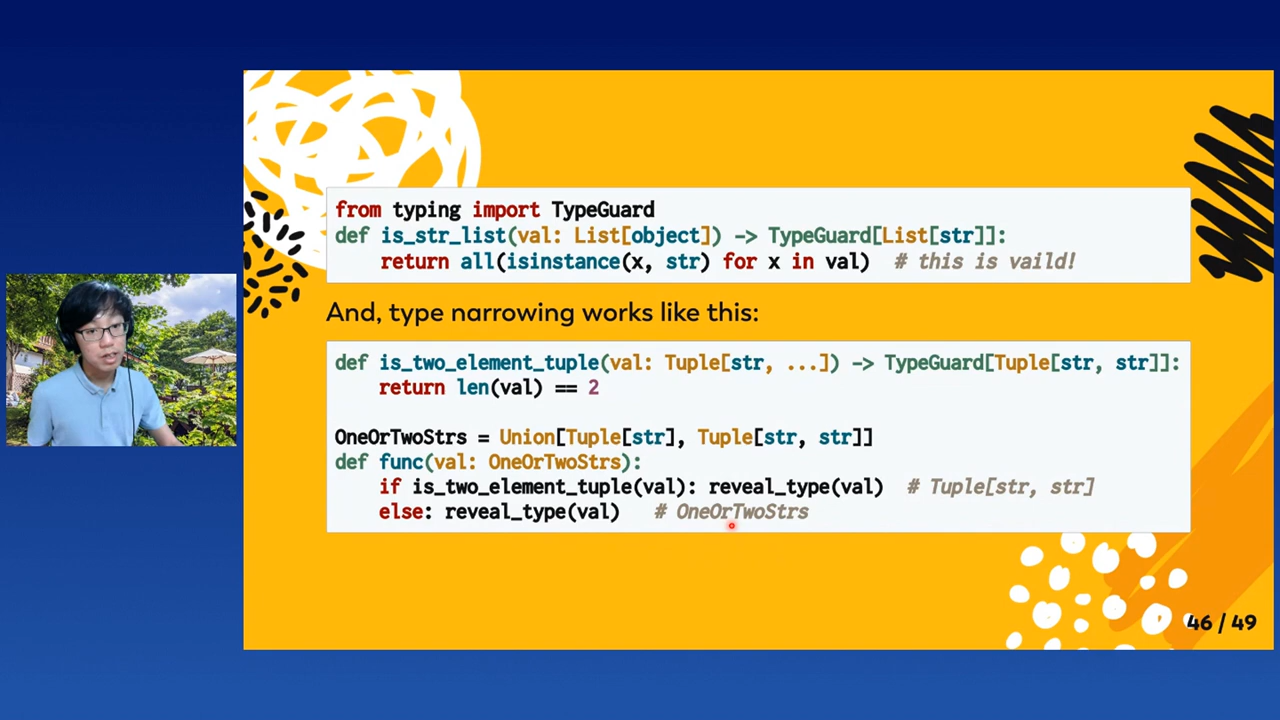 from typing import TypeGuard
def is_str_list(val: List[object]) -> TypeGuard[List[str]]:
    return all(isinstance(x, str) for x in val)  # this is vaild!
And, type narrowing works like this:
def is_two_element_tuple(val: Tuple[str, ...]) -> TypeGuard[Tuple[str, str]]:
    return len(val) == 2
OneOrTwoStrs = Union[Tuple[str], Tuple[str, str]]
def func(val: OneOrTwoStrs):
    if is_two_element_tuple(val): reveal_type(val)  # Tuple[str, str]
    else: reveal_type(val)   # OneOrTwoStrs
46 / 49